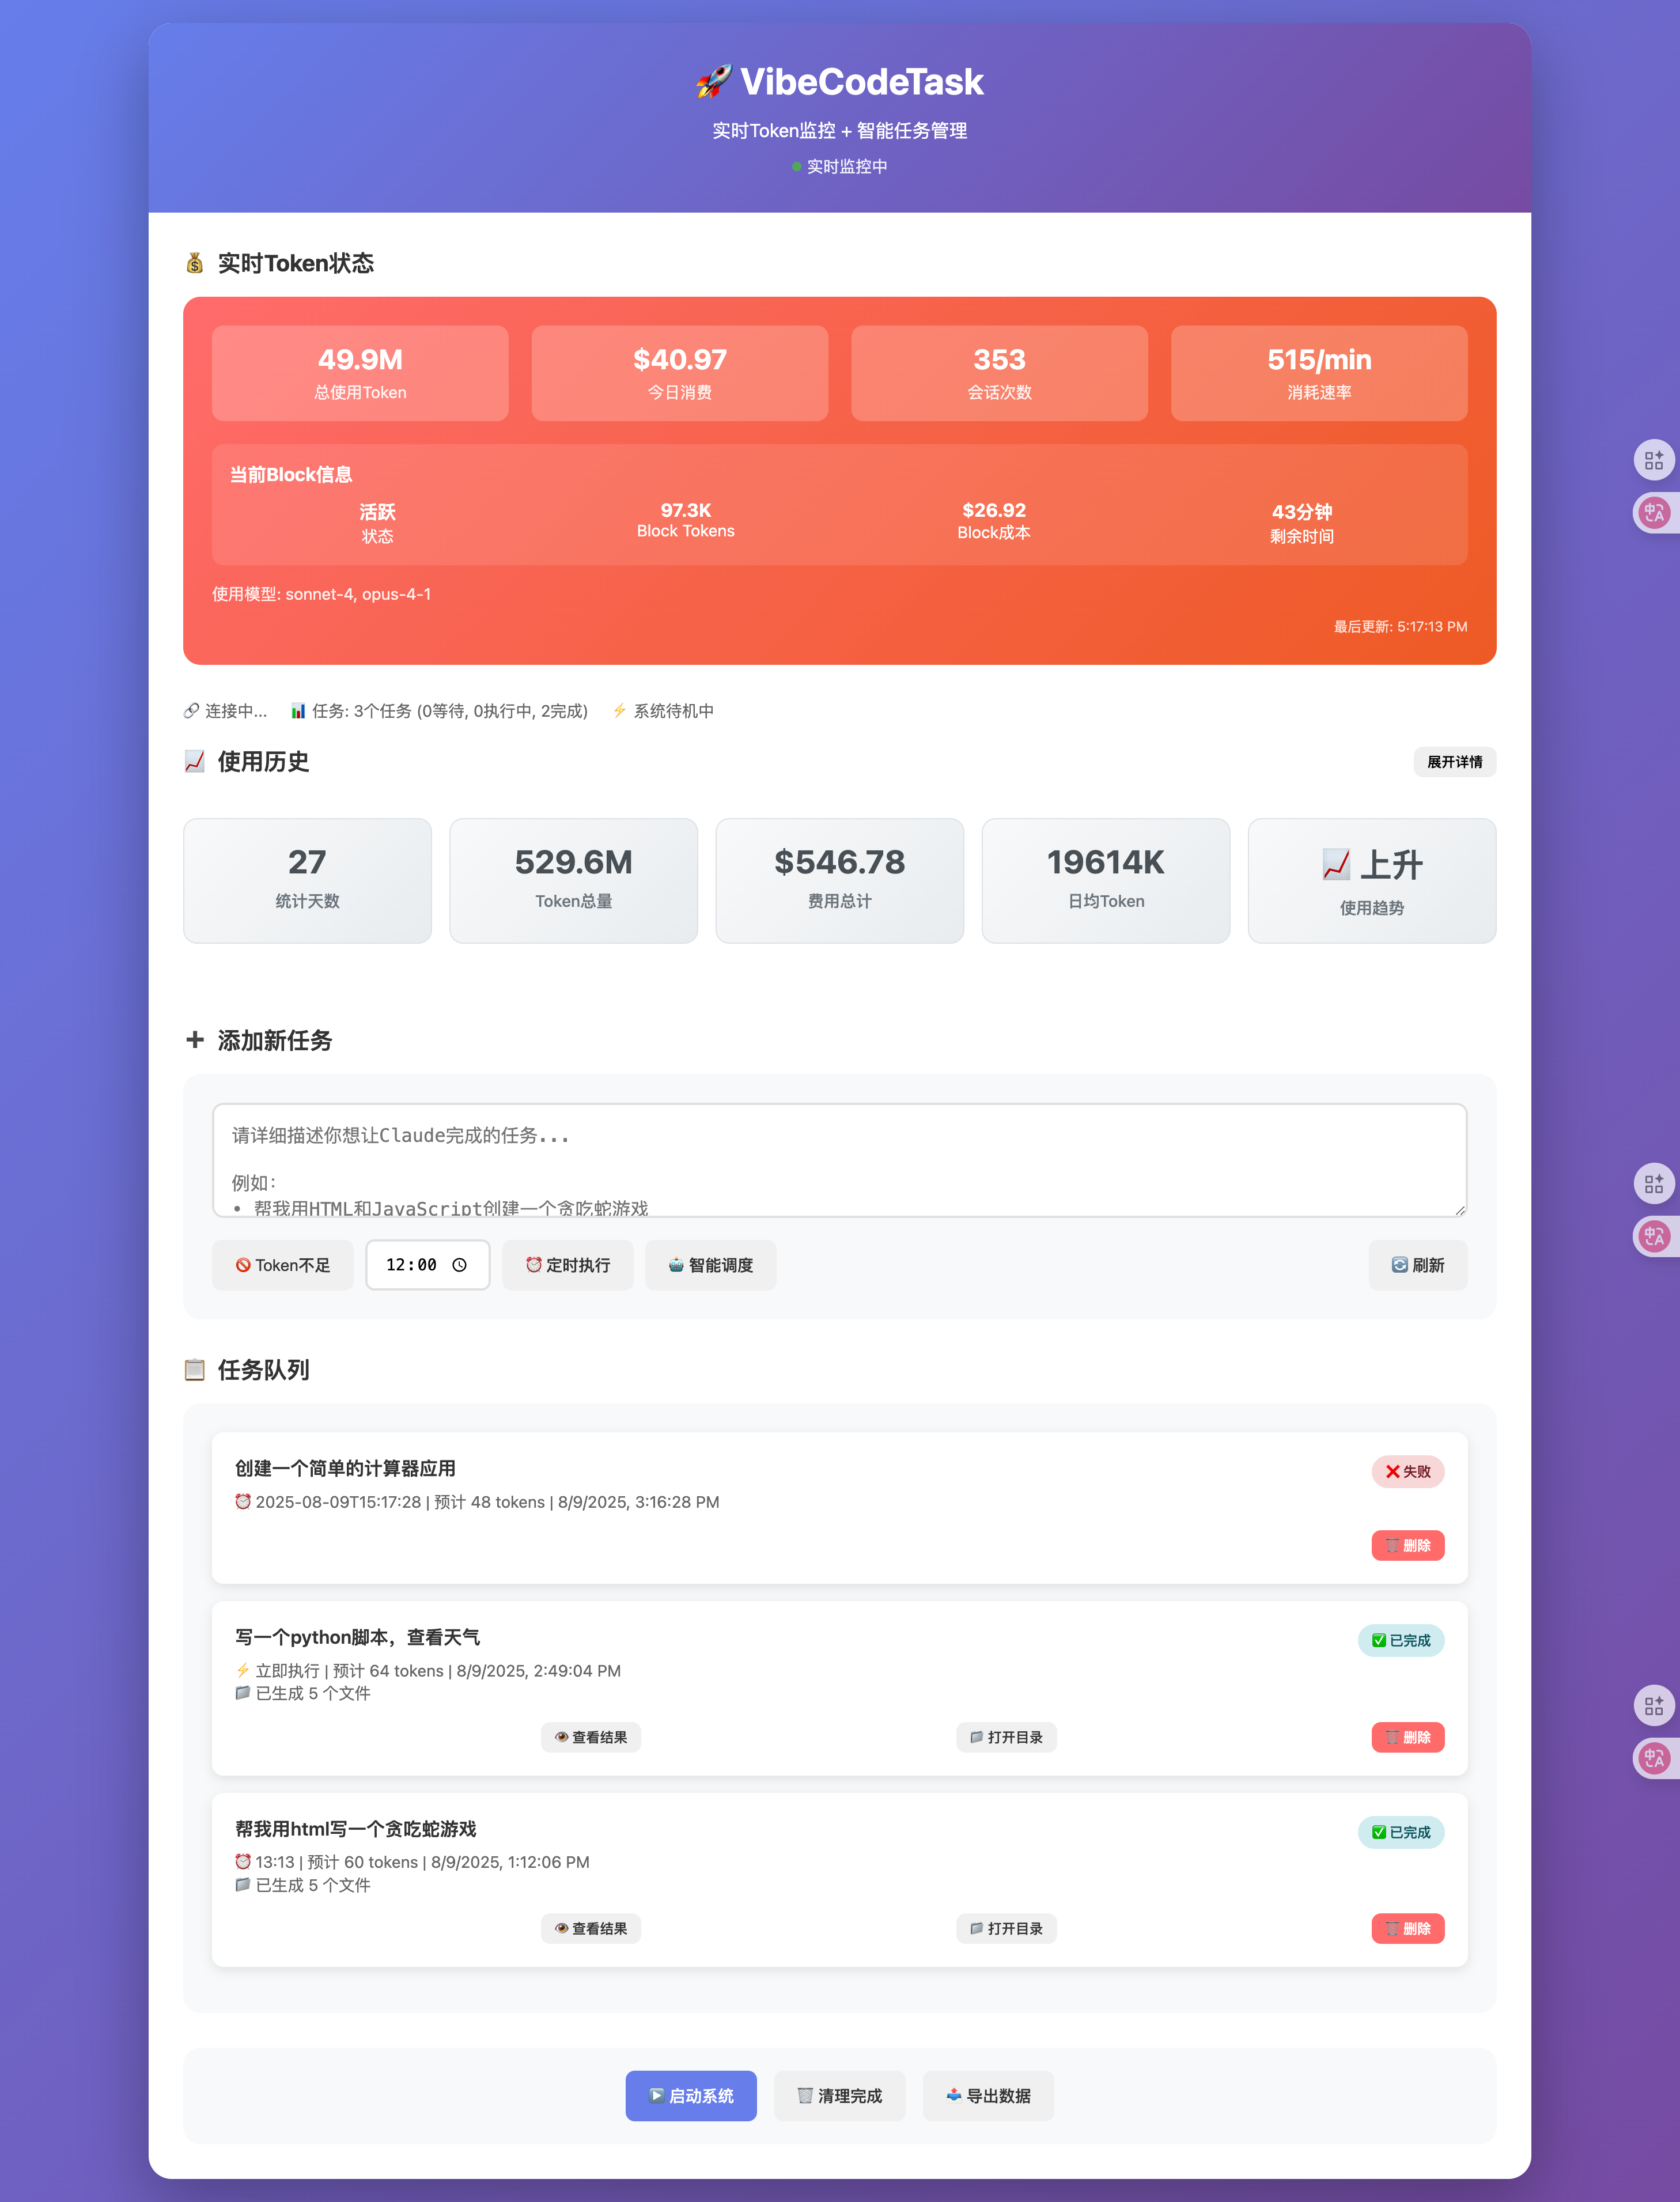 🚀 VibeCodeTask
实时Token监控 + 智能任务管理
实时监控中
💰 实时Token状态
49.9M
总使用Token
$40.97
今日消费
353
会话次数
515/min
消耗速率
当前Block信息
活跃
状态
97.3K
Block Tokens
$26.92
Block成本
43分钟
剩余时间
使用模型: sonnet-4, opus-4-1
最后更新: 5:17:13 PM
🔗 连接中... 📊 任务: 3个任务 (0等待, 0执行中, 2完成) ⚡ 系统待机中
📈 使用历史
展开详情
27
统计天数
529.6M
Token总量
$546.78
费用总计
19614K
日均Token
📈 上升
使用趋势
➕ 添加新任务
请详细描述你想让Claude完成的任务...
例如:
• 帮我用HTML和JavaScript创建一个贪吃蛇游戏
🚫 Token不足
12:00
⏰ 定时执行
🤖 智能调度
🔄 刷新
📋 任务队列
创建一个简单的计算器应用
❌ 失败
⏰ 2025-08-09T15:17:28 | 预计 48 tokens | 8/9/2025, 3:16:28 PM
🗑️ 删除
写一个python脚本，查看天气
✅ 已完成
⚡ 立即执行 | 预计 64 tokens | 8/9/2025, 2:49:04 PM
📁 已生成 5 个文件
👁️ 查看结果
📁 打开目录
🗑️ 删除
帮我用html写一个贪吃蛇游戏
✅ 已完成
⏰ 13:13 | 预计 60 tokens | 8/9/2025, 1:12:06 PM
📁 已生成 5 个文件
👁️ 查看结果
📁 打开目录
🗑️ 删除
▶️ 启动系统
🗑️ 清理完成
📤 导出数据